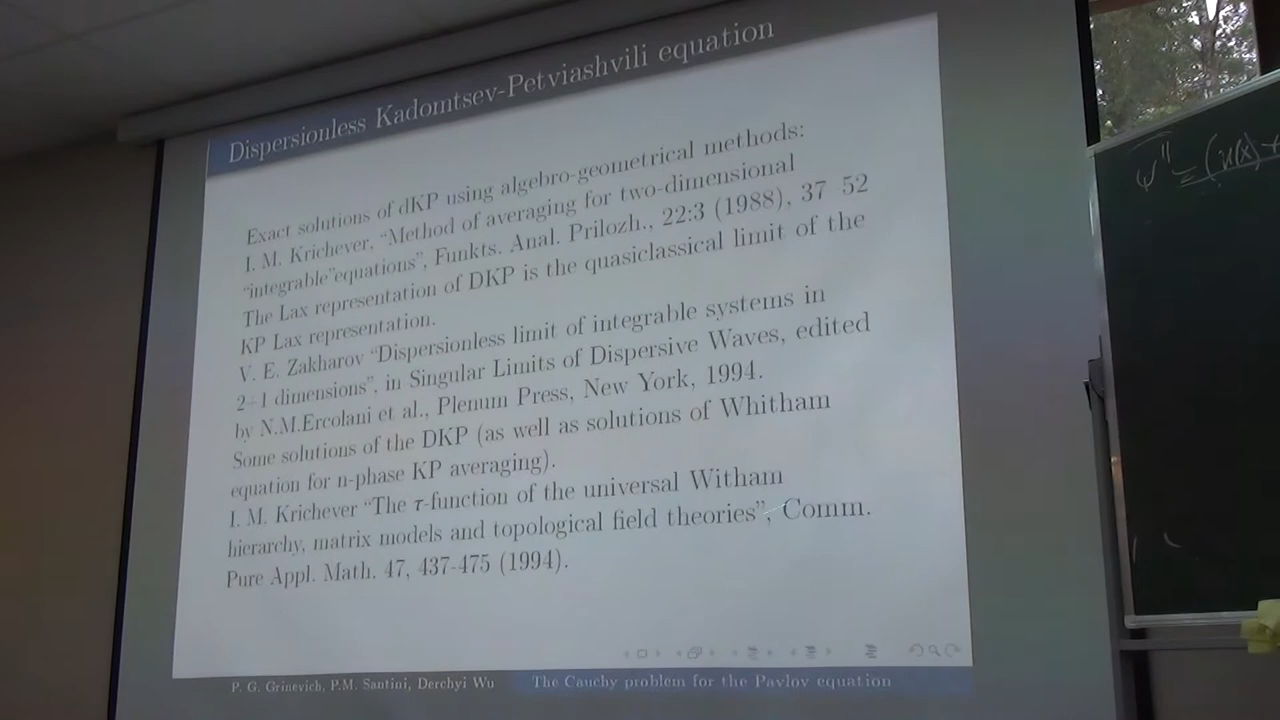 Dispersionless Kadomtsev-Petviashvili equation
Exact solutions of dKP using algebro-geometrical methods:
I. M. Krichever, “Method of averaging for two-dimensional
“integrable”equations”, Funkts. Anal. Prilozh., 22:3 (1988), 37 52
The Lax representation of DKP is the quasiclassical limit of the
KP Lax representation.
V. E. Zakharov “Dispersionless limit of integrable systems in
2+1 dimensions”, in Singular Limits of Dispersive Waves, edited
by N.M.Ercolani et al., Plenum Press, New York, 1994.
Some solutions of the DKP (as well as solutions of Whitham
equation for n-phase KP averaging).
I. M. Krichever “The τ-function of the universal Witham
hierarchy, matrix models and topological field theories”, Comm.
Pure Appl. Math. 47, 437-475 (1994).
P. G. Grinevich, P.M. Santini, Derchyi Wu The Cauchy problem for the Pavlov equation